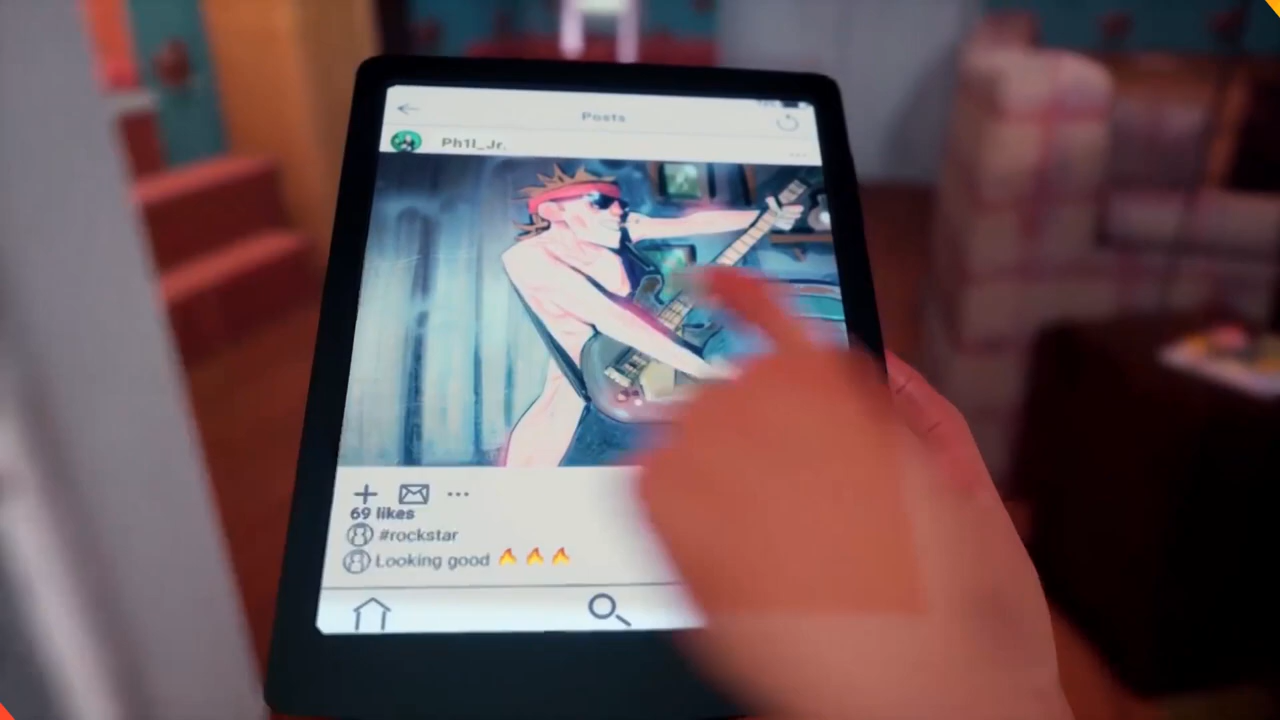 Posts
Ph1l_Jr.
69 likes
#rockstar
Looking good 🔥🔥🔥